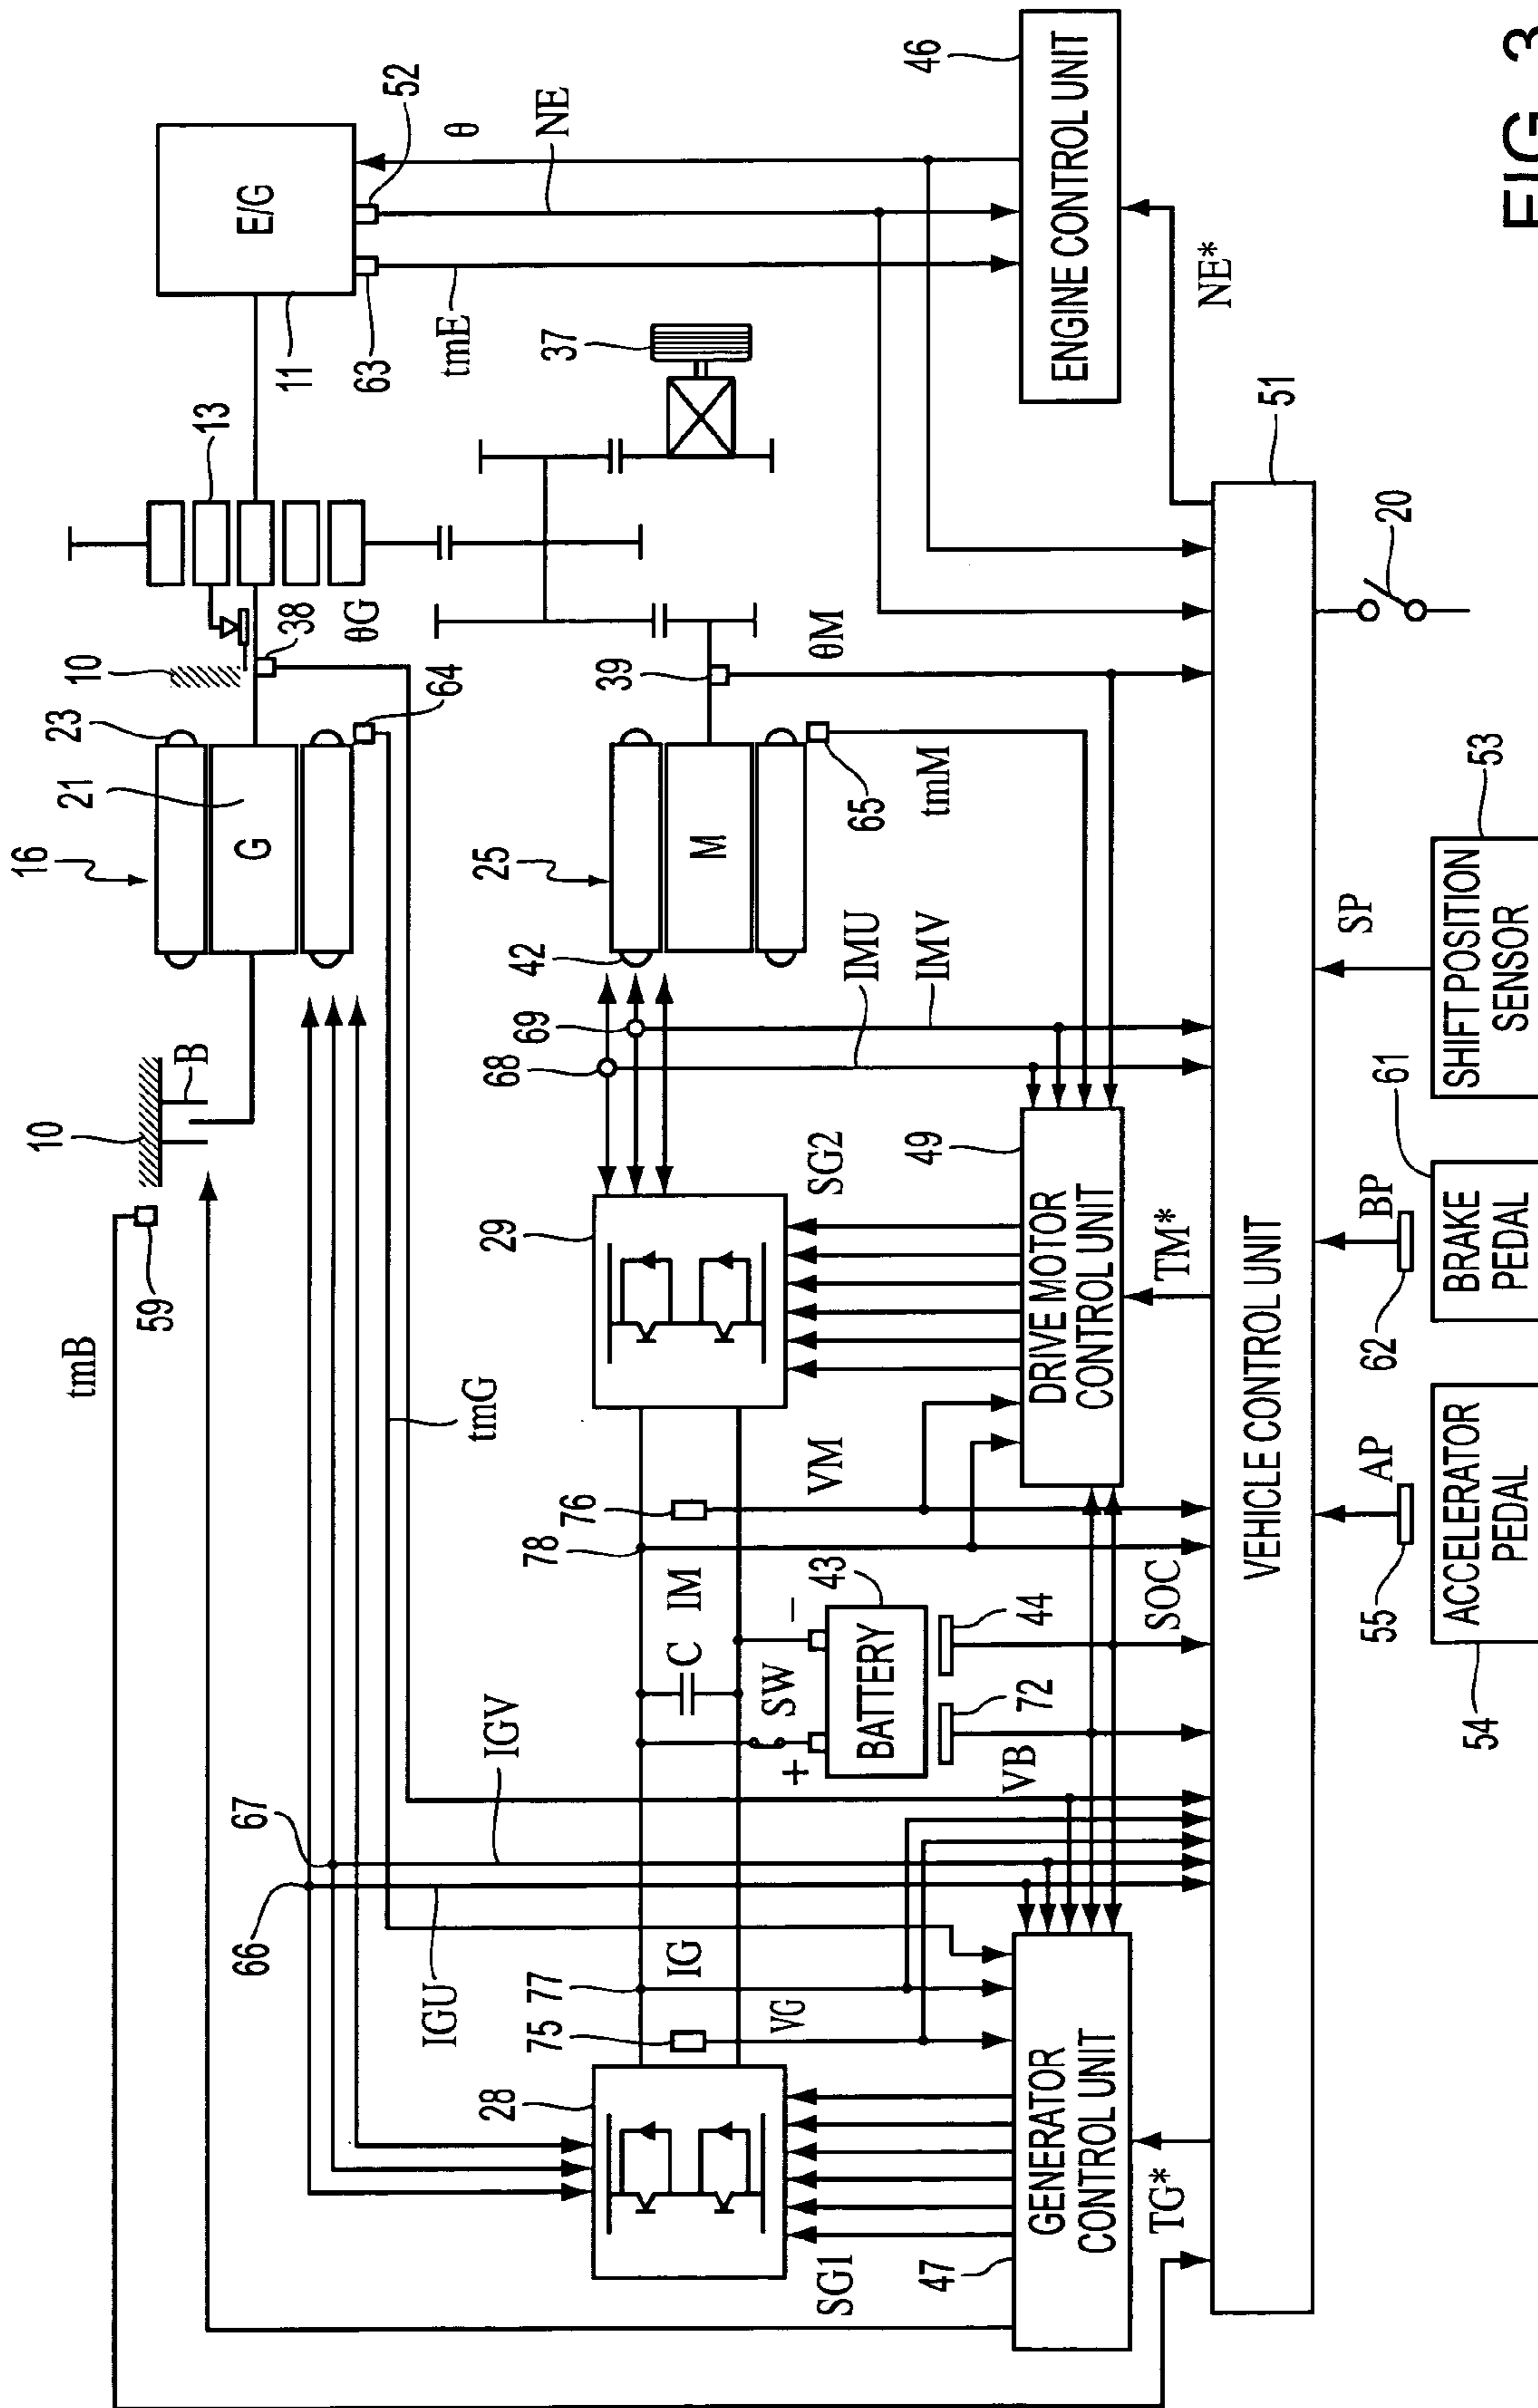 FIG. 3
16
21
23
10
38
θG
64
13
11
E/G
63
tmE
52
θ
NE
37
46
ENGINE CONTROL UNIT
NE*
10
B
59
tmB
G
25
42
M
39
θM
65
tmM
68
69
IMU
IMV
29
SG2
49
DRIVE MOTOR
CONTROL UNIT
TM*
tmG
76
VM
78
IM
C
SW
+
–
43
BATTERY
44
72
SOC
VB
66
67
IGU
IGV
IG
77
75
VG
28
SG1
47
GENERATOR
CONTROL UNIT
TG*
VEHICLE CONTROL UNIT
51
20
54
ACCELERATOR
PEDAL
55
AP
62
BP
61
BRAKE
PEDAL
SP
53
SHIFT POSITION
SENSOR